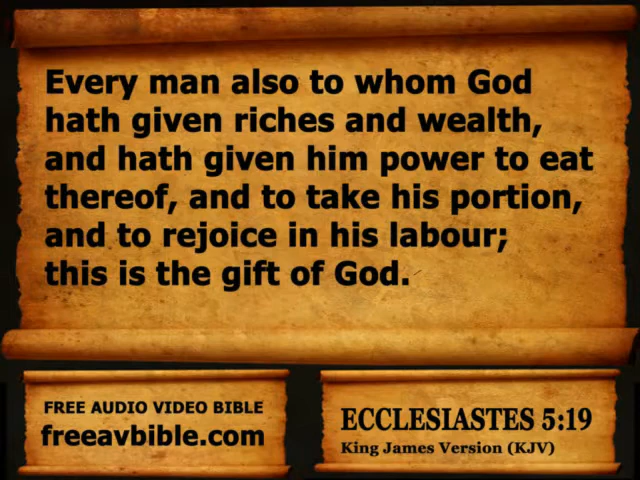 Every man also to whom God
hath given riches and wealth,
and hath given him power to eat
thereof, and to take his portion,
and to rejoice in his labour;
this is the gift of God.
FREE AUDIO VIDEO BIBLE
freeavbible.com
ECCLESIASTES 5:19
King James Version (KJV)